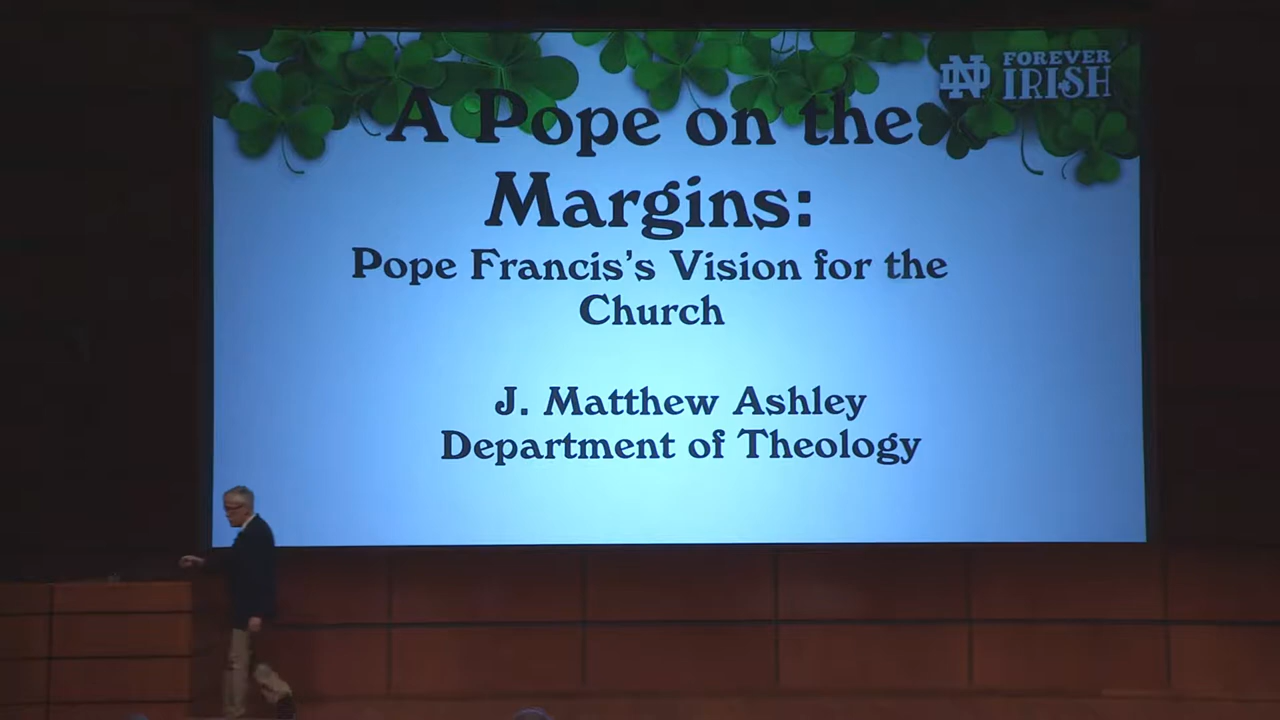 ND FOREVER
IRISH
A Pope on the
Margins:
Pope Francis's Vision for the
Church
J. Matthew Ashley
Department of Theology